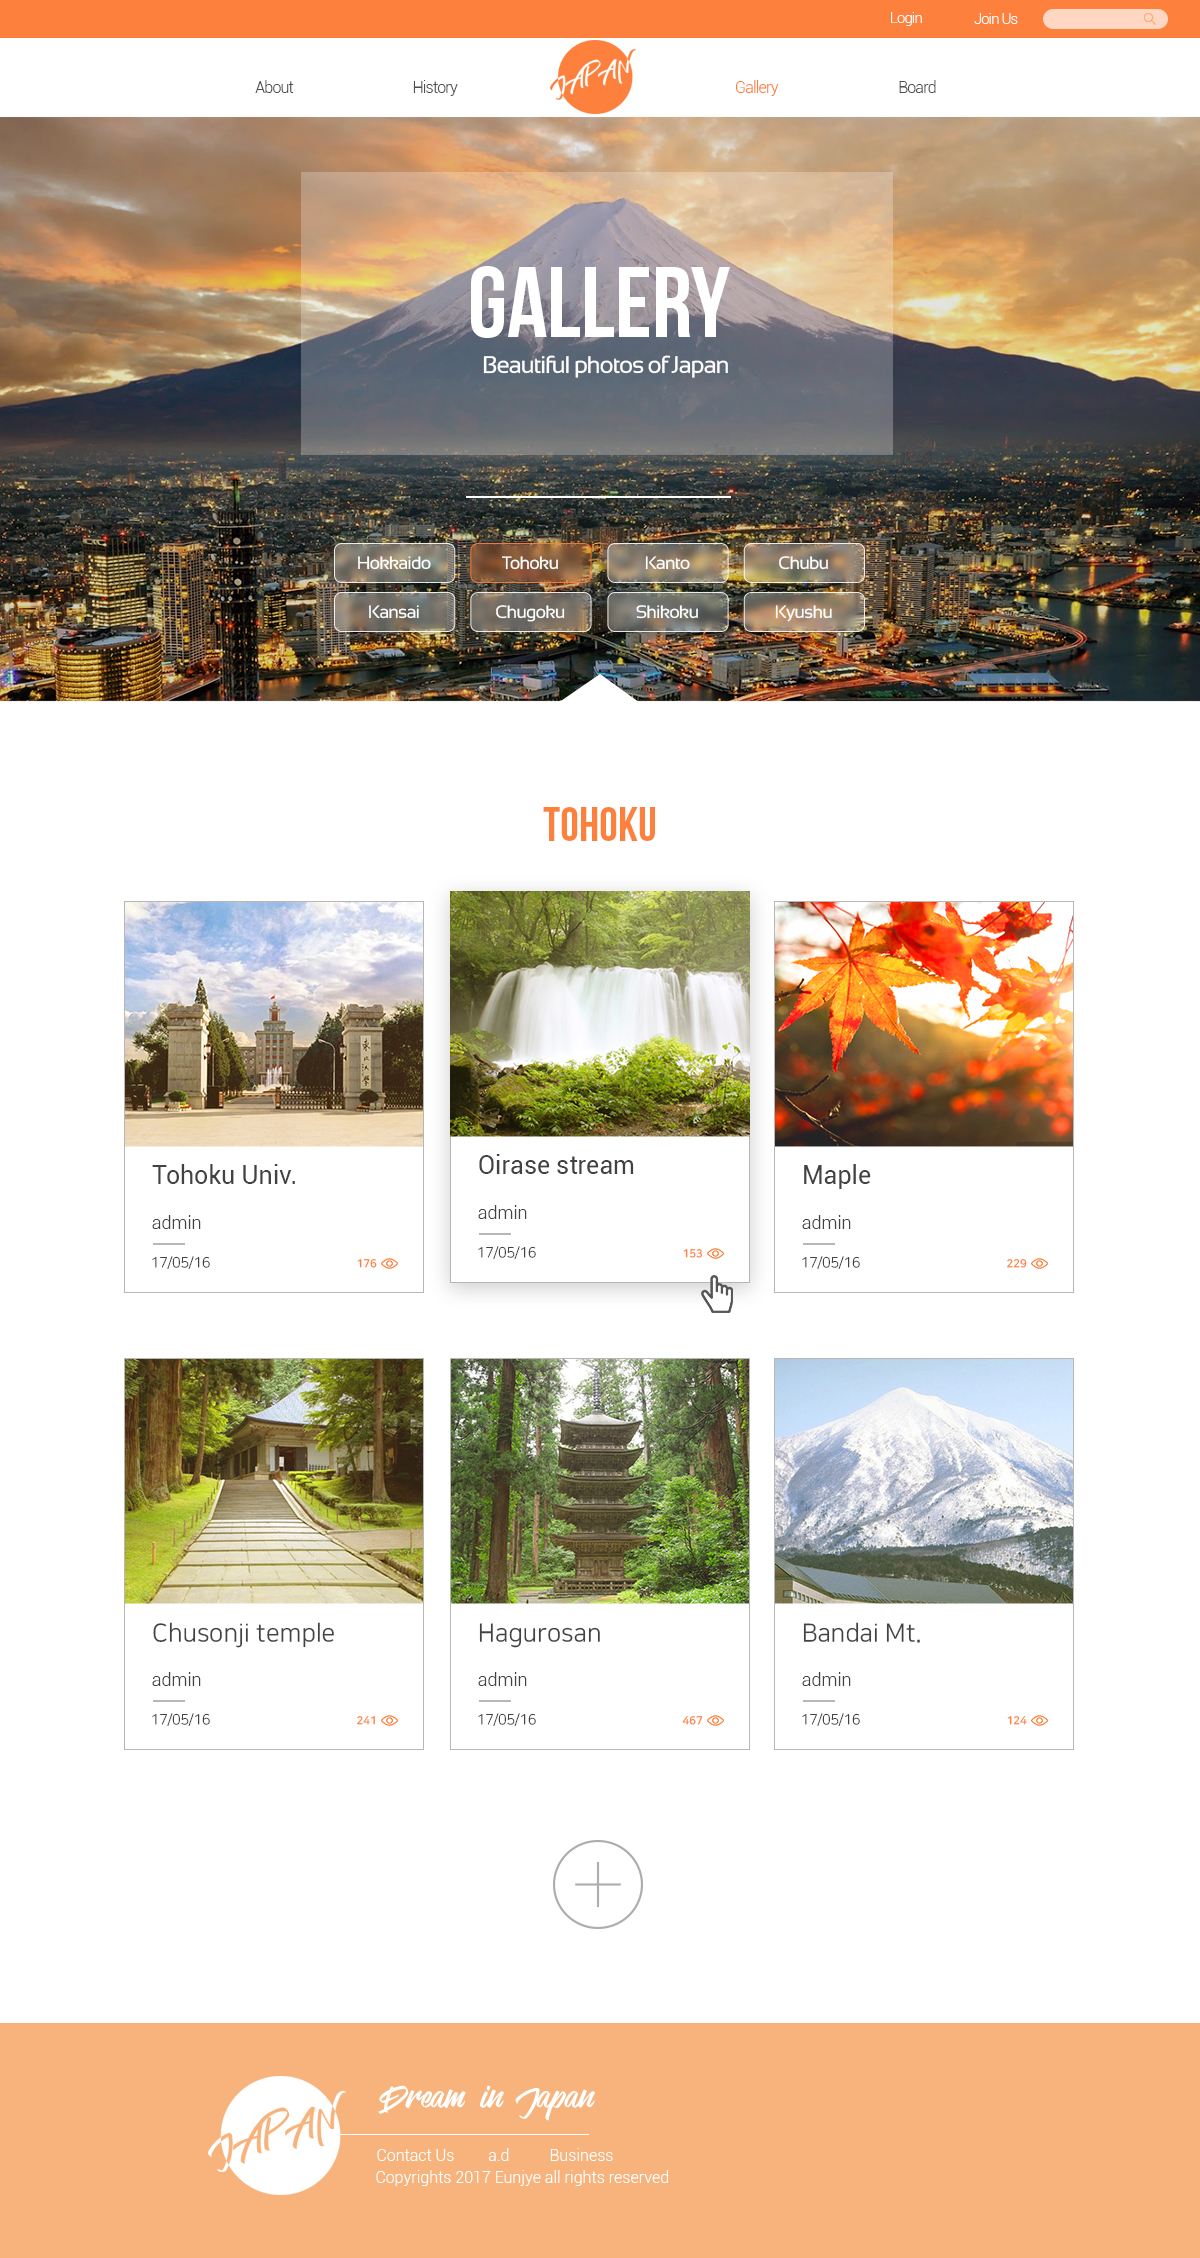 Login
Join Us
About
History
JAPAN
Gallery
Board
GALLERY
Beautiful photos of Japan
Hokkaido
Tohoku
Kanto
Chubu
Kansai
Chugoku
Shikoku
Kyushu
TOHOKU
Tohoku Univ.
admin
17/05/16
176
Oirase stream
admin
17/05/16
153
Maple
admin
17/05/16
229
Chusonji temple
admin
17/05/16
241
Hagurosan
admin
17/05/16
467
Bandai Mt.
admin
17/05/16
124
JAPAN
Dream in Japan
Contact Us
a.d
Business
Copyrights 2017 Eunjye all rights reserved